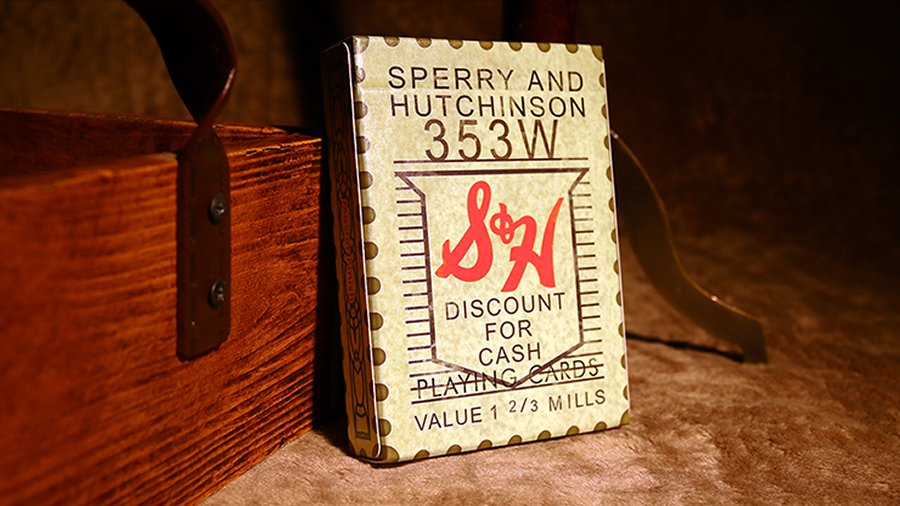 SPERRY AND
HUTCHINSON
353W
S&H
DISCOUNT
FOR
CASH
PLAYING CARDS
VALUE 1 2/3 MILLS